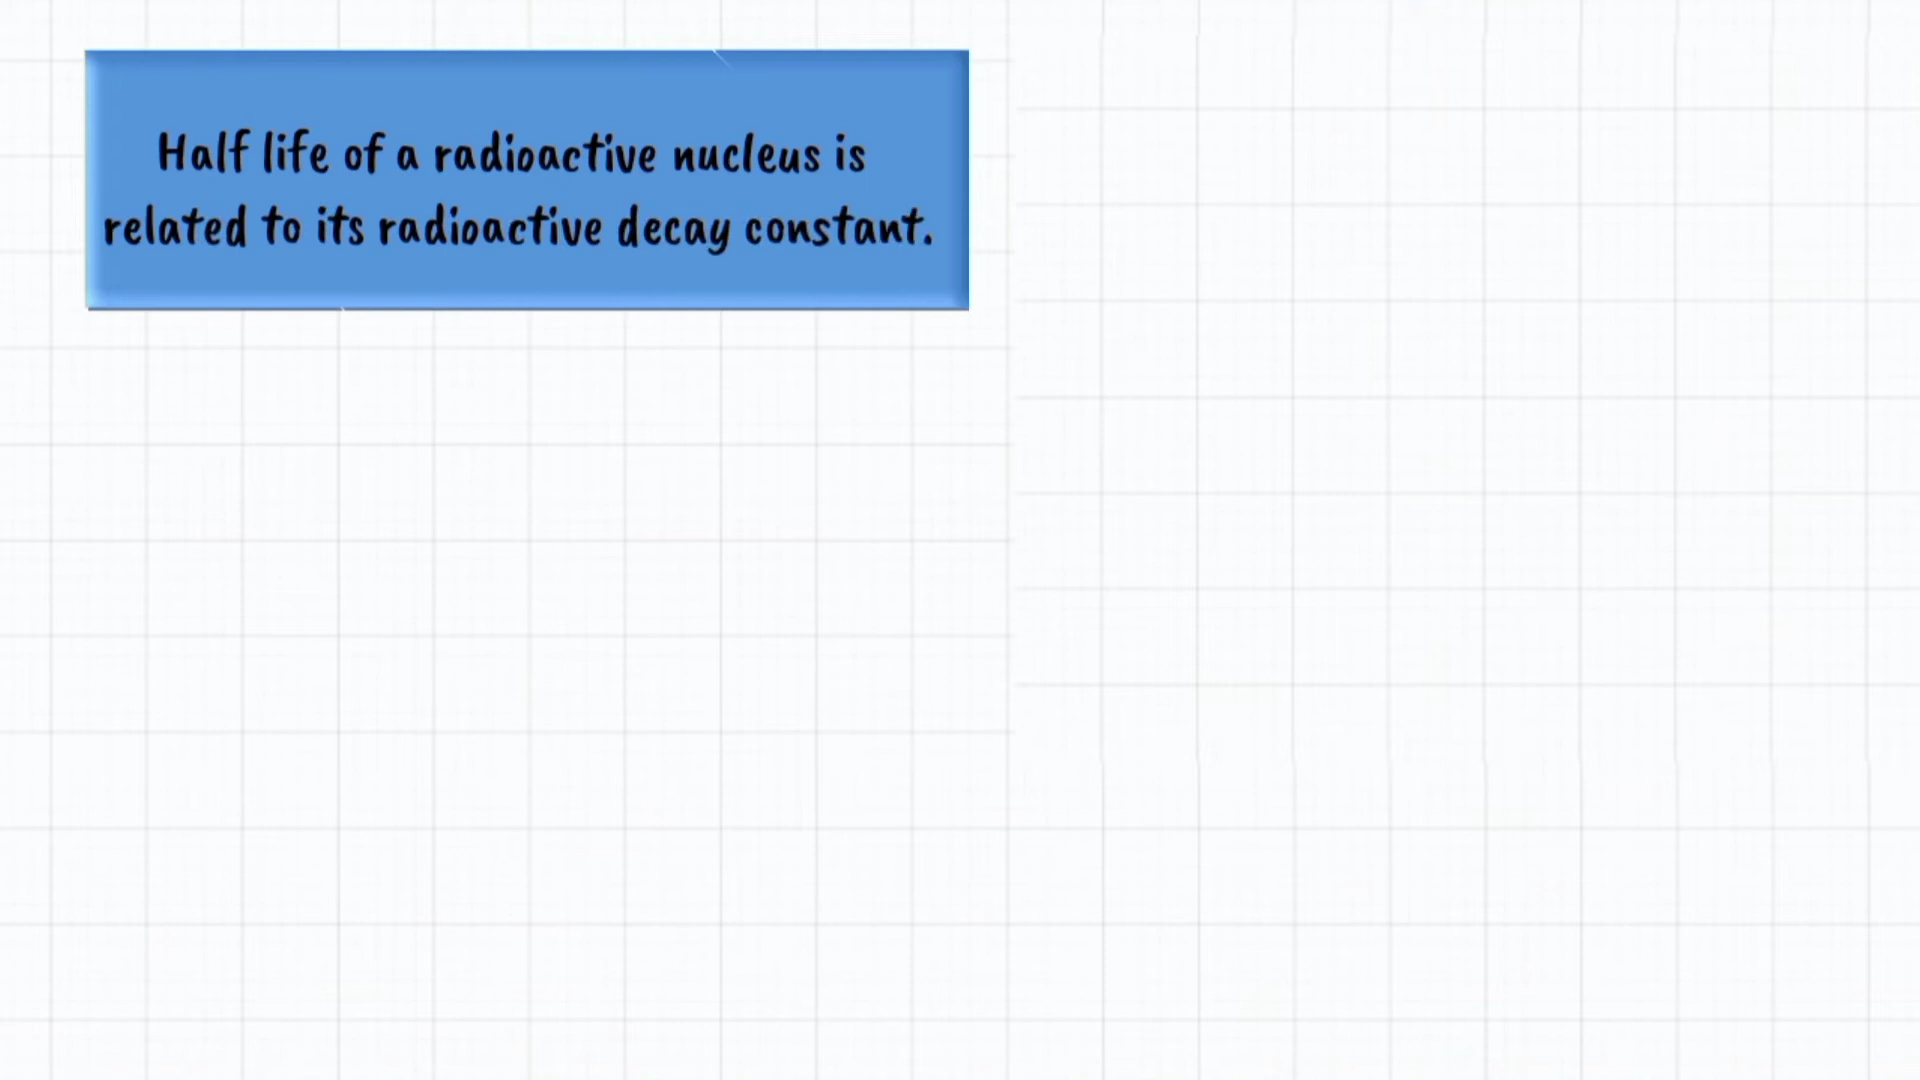 Half life of a radioactive nucleus is
related to its radioactive decay constant.